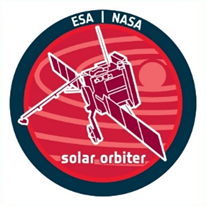 ESA | NASA
solar orbiter